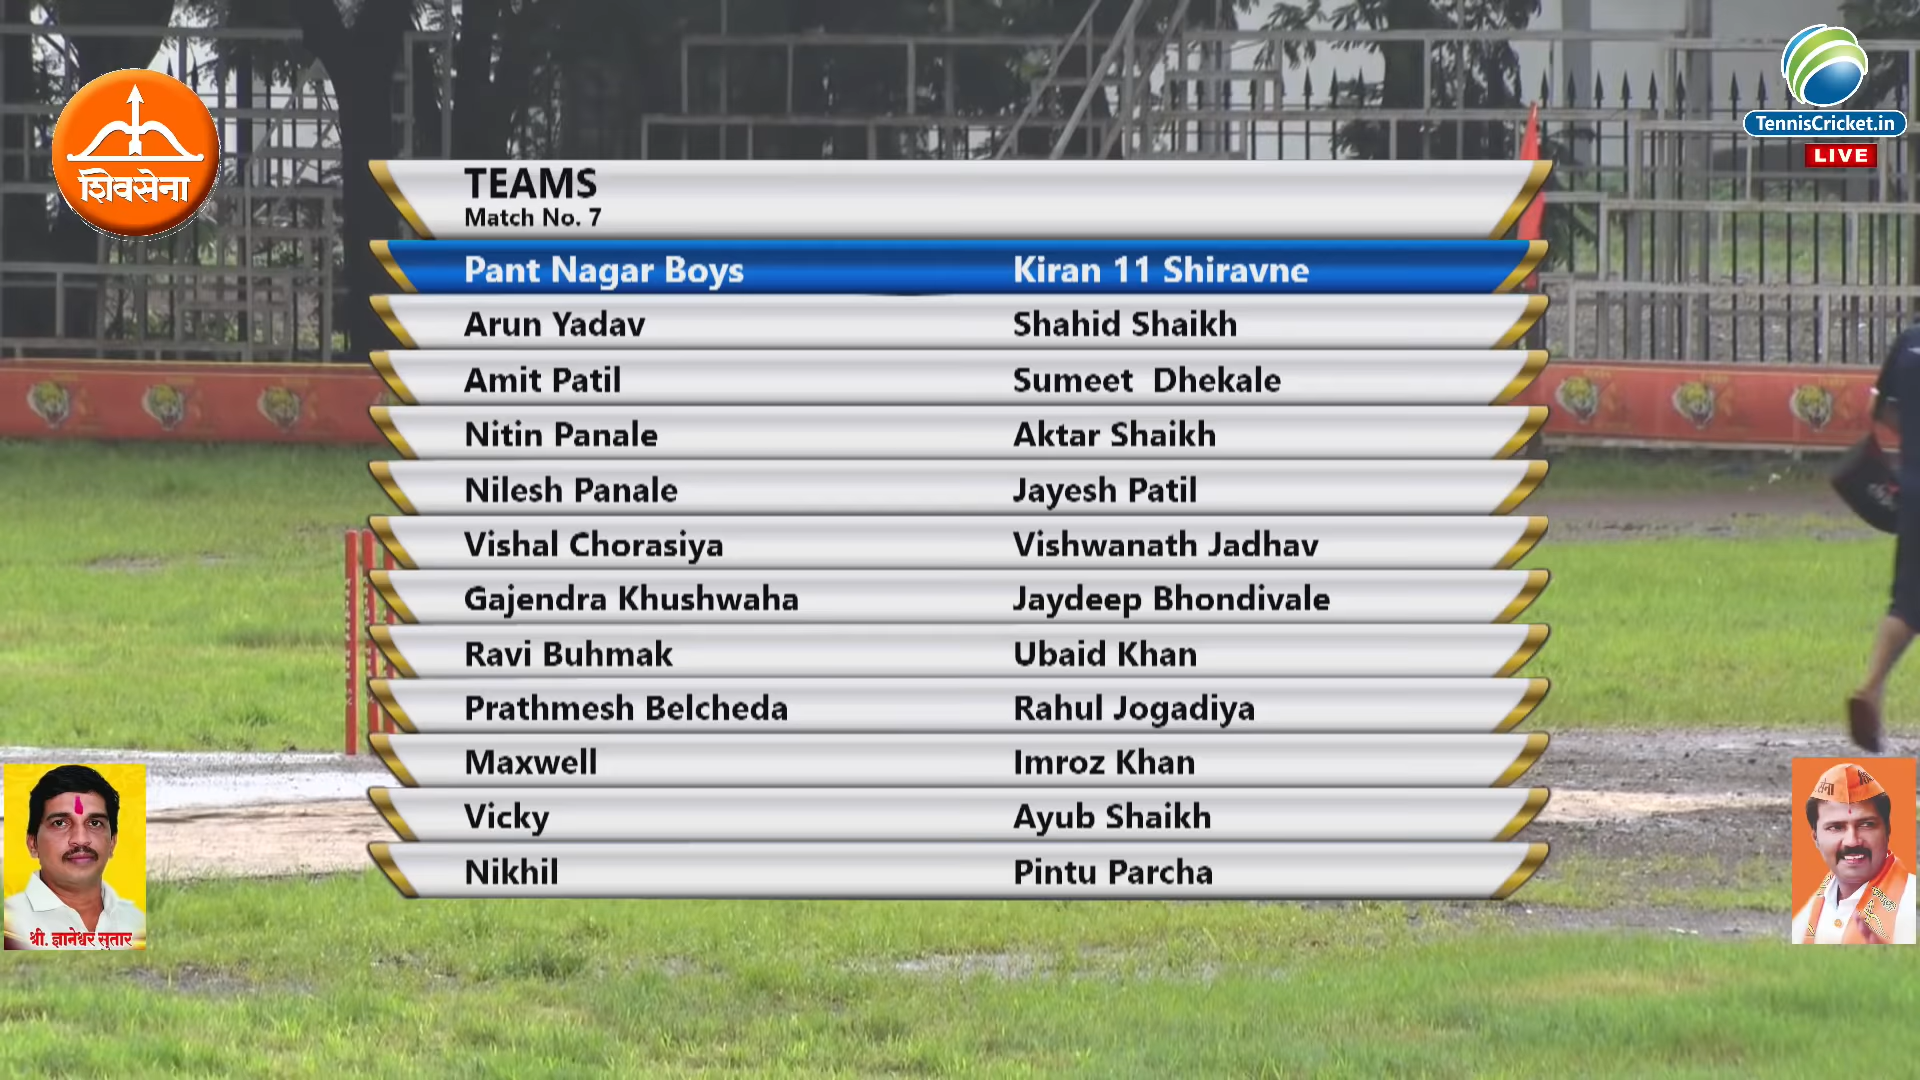 शिवसेना
TennisCricket.in
LIVE
TEAMS
Match No. 7
Pant Nagar Boys Kiran 11 Shiravne
Arun Yadav Shahid Shaikh
Amit Patil Sumeet Dhekale
Nitin Panale Aktar Shaikh
Nilesh Panale Jayesh Patil
Vishal Chorasiya Vishwanath Jadhav
Gajendra Khushwaha Jaydeep Bhondivale
Ravi Buhmak Ubaid Khan
Prathmesh Belcheda Rahul Jogadiya
Maxwell Imroz Khan
Vicky Ayub Shaikh
Nikhil Pintu Parcha
श्री. ज्ञानेश्वर सुतार